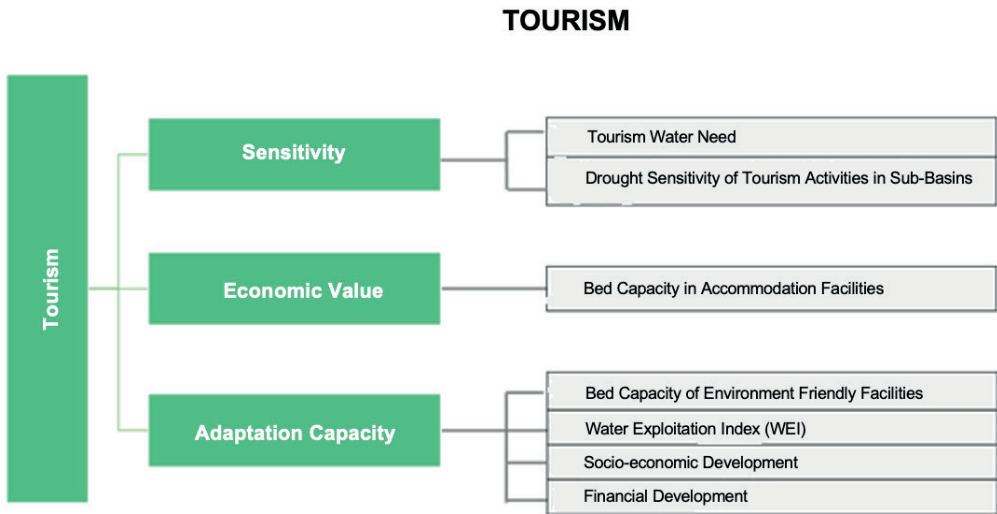 TOURISM
Tourism
Sensitivity
Tourism Water Need
Drought Sensitivity of Tourism Activities in Sub-Basins
Economic Value
Bed Capacity in Accommodation Facilities
Adaptation Capacity
Bed Capacity of Environment Friendly Facilities
Water Exploitation Index (WEI)
Socio-economic Development
Financial Development